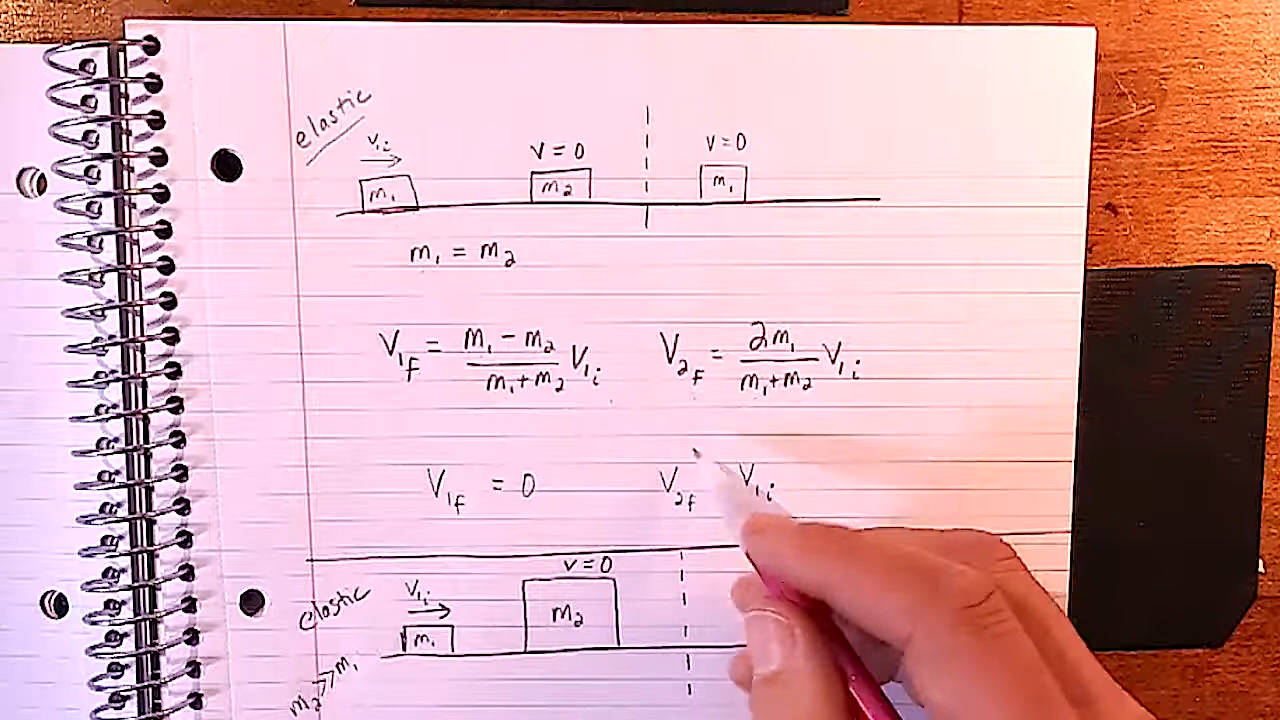 elastic
V₁ᵢ V = 0 V = 0
m₁ m₂ m₁
m₁ = m₂
V₁f = (m₁ - m₂)/(m₁+m₂) V₁ᵢ V₂f = 2m₁/(m₁+m₂) V₁ᵢ
V₁f = 0 V₂f V₁ᵢ
elastic V₁ᵢ V=0
m₁ m₂
m₂>>m₁